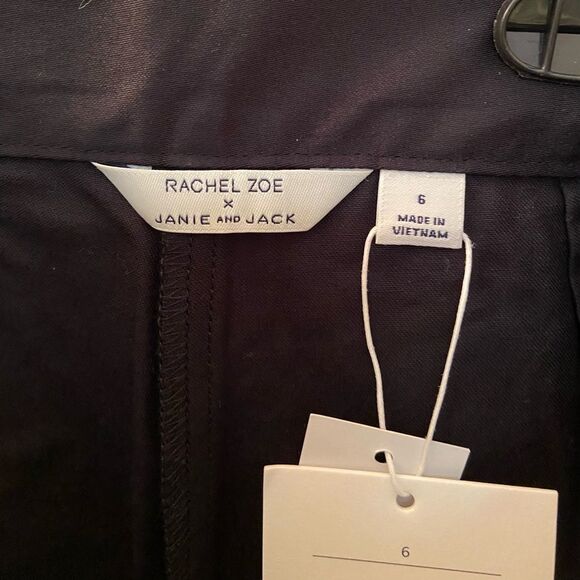 RACHEL ZOE
x
JANIE AND JACK
6
MADE IN
VIETNAM
6